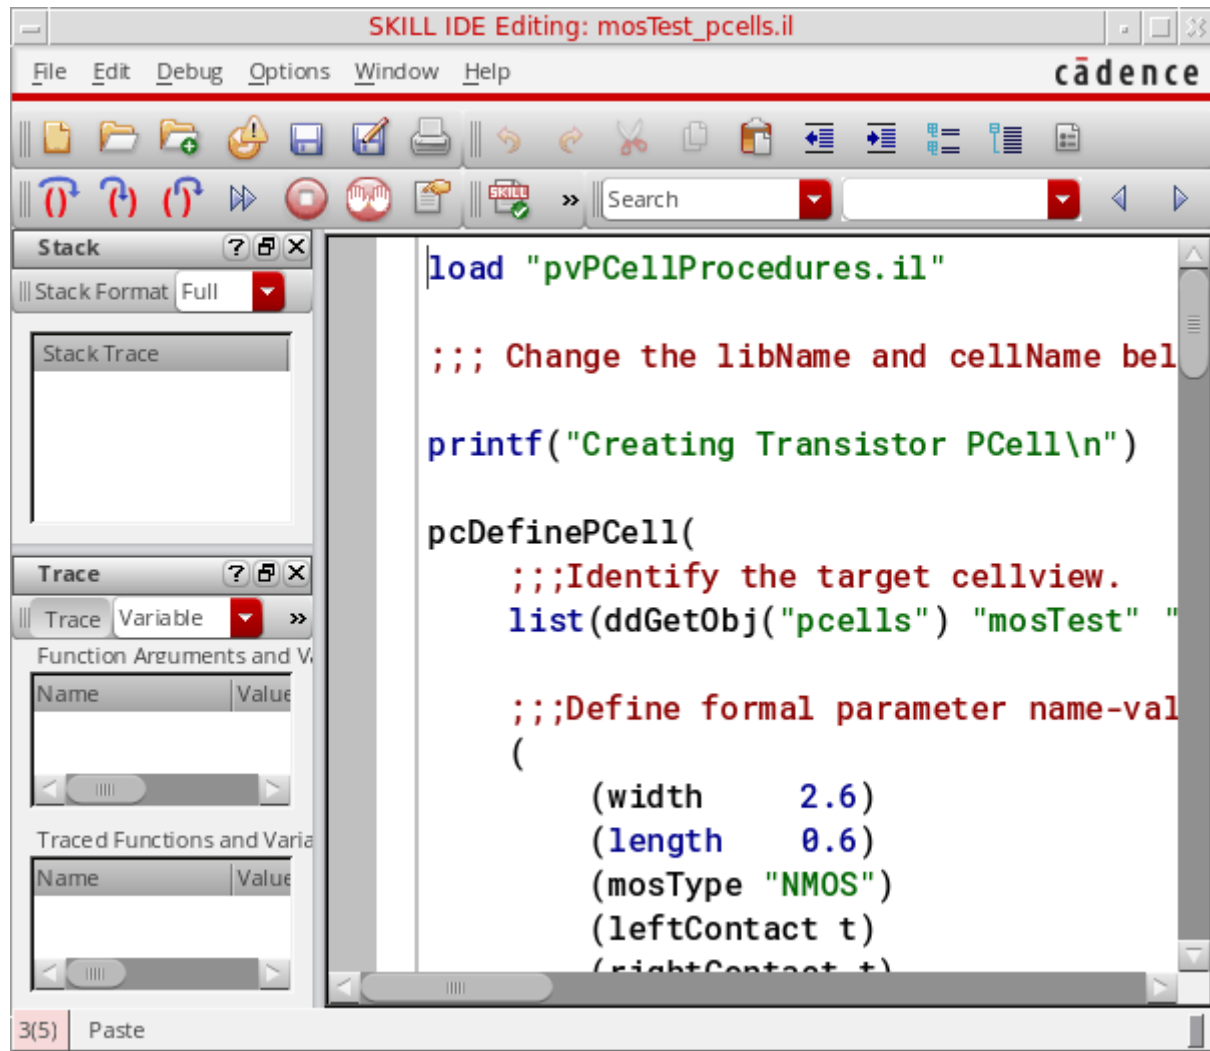 SKILL IDE Editing: mosTest_pcells.il
File Edit Debug Options Window Help cādence
SKILL » Search
Stack
Stack Format Full
Stack Trace
Trace
Trace Variable »
Function Arguments and Va
Name Value
Traced Functions and Varia
Name Value
load "pvPCellProcedures.il"
;;; Change the libName and cellName bel
printf("Creating Transistor PCell\n")
pcDefinePCell(
;;;Identify the target cellview.
list(ddGetObj("pcells") "mosTest" "
;;;Define formal parameter name-val
(
(width 2.6)
(length 0.6)
(mosType "NMOS")
(leftContact t)
(rightContact t)
3(5) Paste